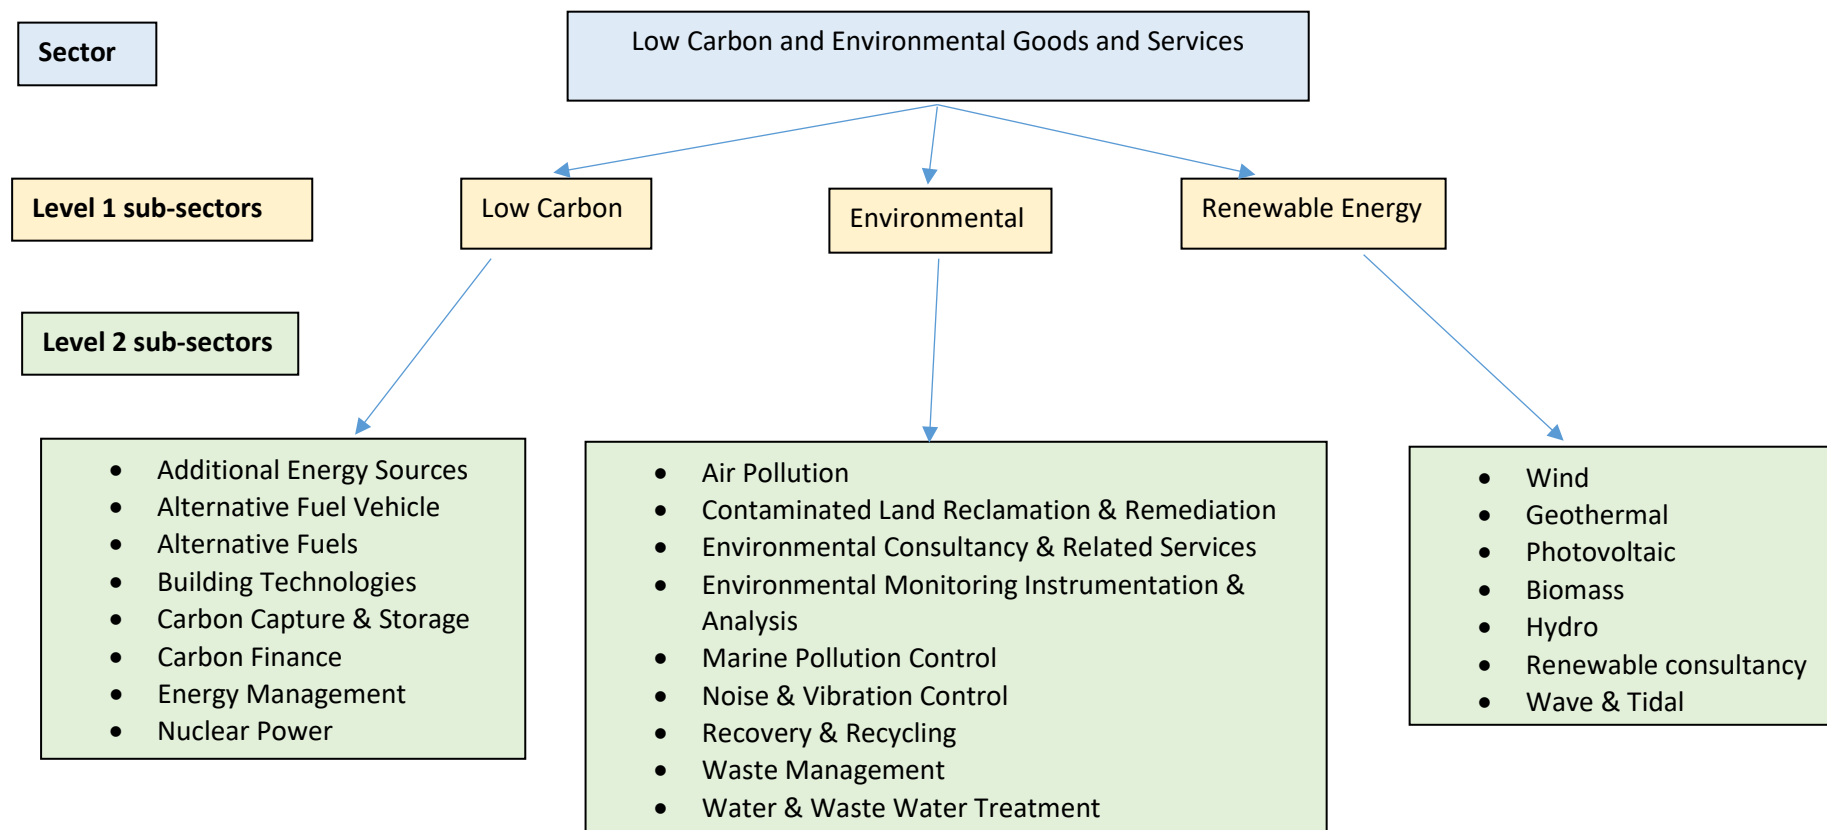 Sector
Low Carbon and Environmental Goods and Services
Level 1 sub-sectors
Low Carbon
Environmental
Renewable Energy
Level 2 sub-sectors
• Additional Energy Sources
• Alternative Fuel Vehicle
• Alternative Fuels
• Building Technologies
• Carbon Capture & Storage
• Carbon Finance
• Energy Management
• Nuclear Power
• Air Pollution
• Contaminated Land Reclamation & Remediation
• Environmental Consultancy & Related Services
• Environmental Monitoring Instrumentation &
Analysis
• Marine Pollution Control
• Noise & Vibration Control
• Recovery & Recycling
• Waste Management
• Water & Waste Water Treatment
• Wind
• Geothermal
• Photovoltaic
• Biomass
• Hydro
• Renewable consultancy
• Wave & Tidal